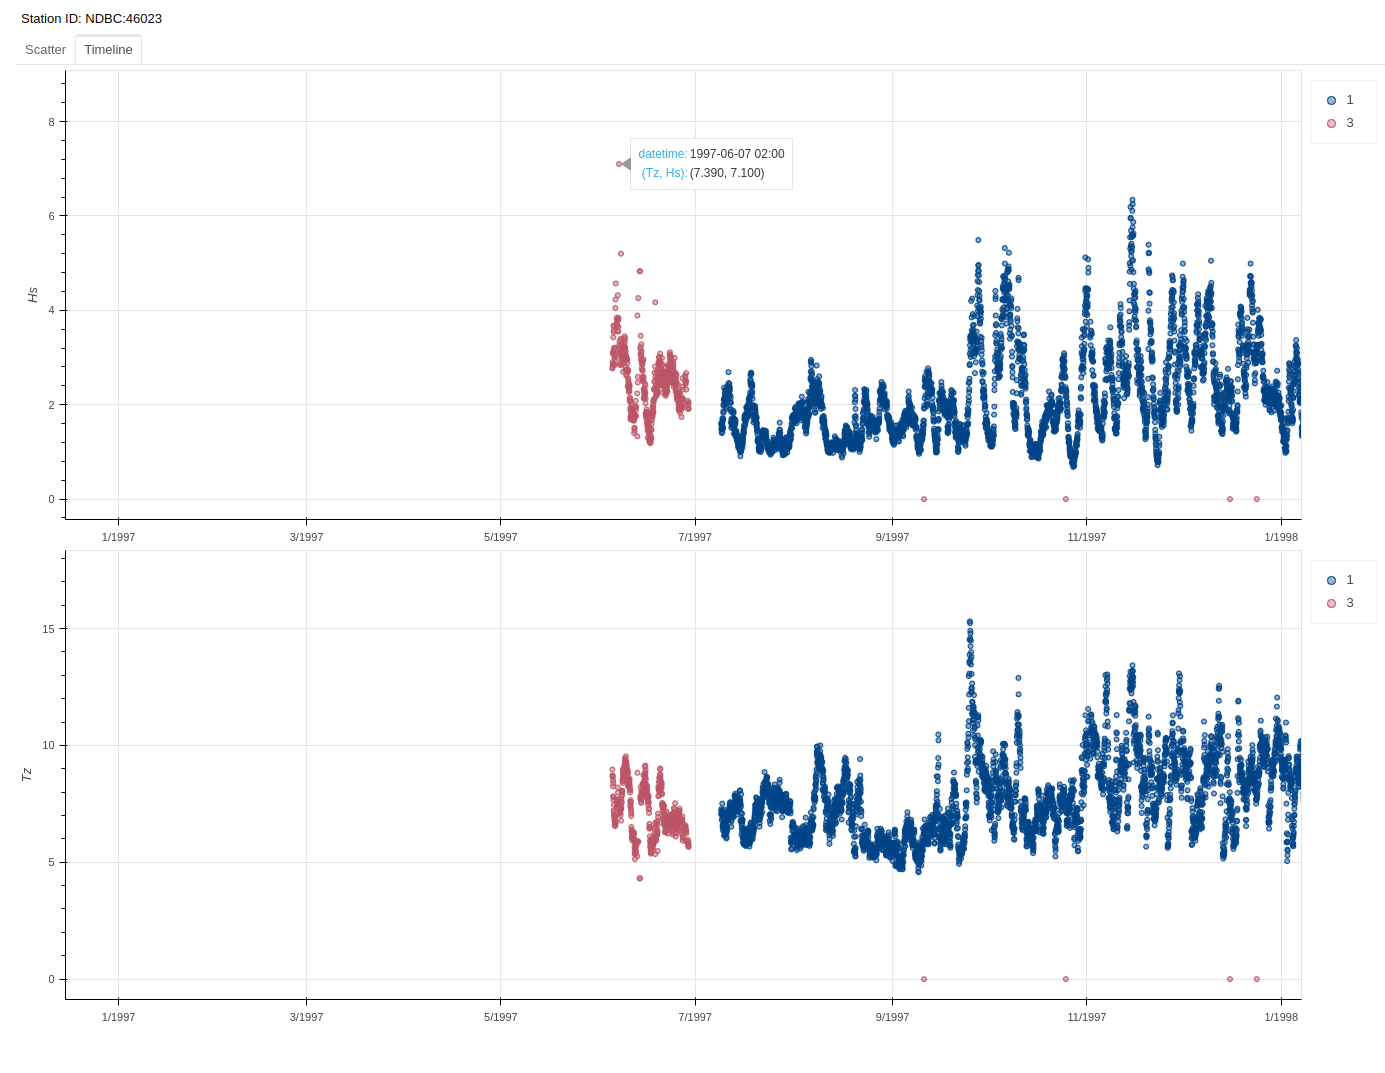 Station ID: NDBC:46023
Scatter Timeline
8
6
4
2
0
Hs
datetime: 1997-06-07 02:00
(Tz, Hs): (7.390, 7.100)
1
3
1/1997 3/1997 5/1997 7/1997 9/1997 11/1997 1/1998
15
10
5
0
Tz
1
3
1/1997 3/1997 5/1997 7/1997 9/1997 11/1997 1/1998